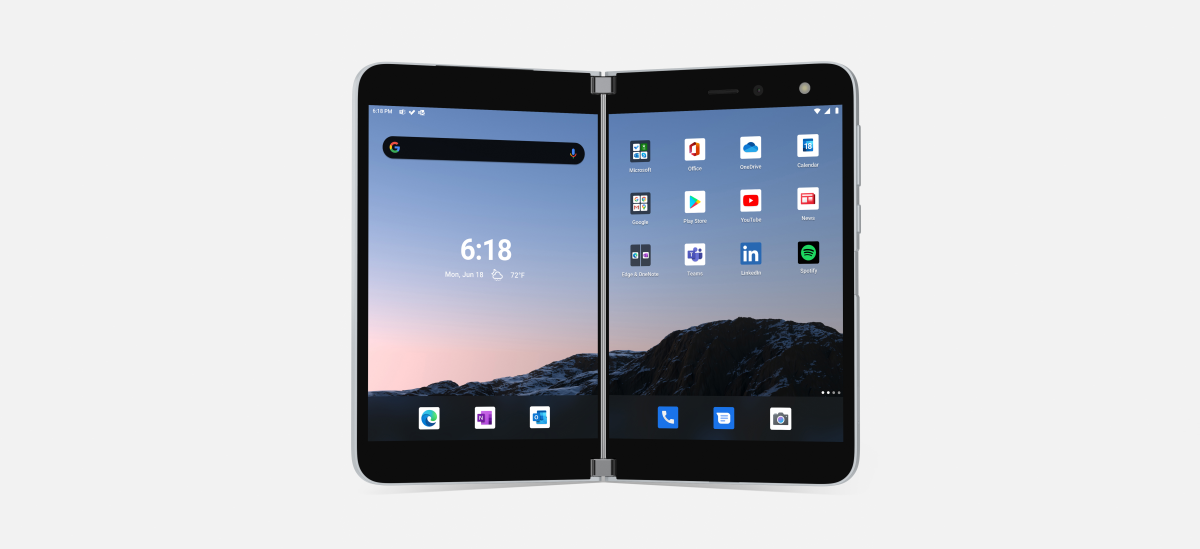 6:18 PM
6:18
Mon, Jun 18 72°F
Microsoft
Office
OneDrive
18
Calendar
Google
Play Store
YouTube
News
Edge & OneNote
Teams
in
LinkedIn
Spotify